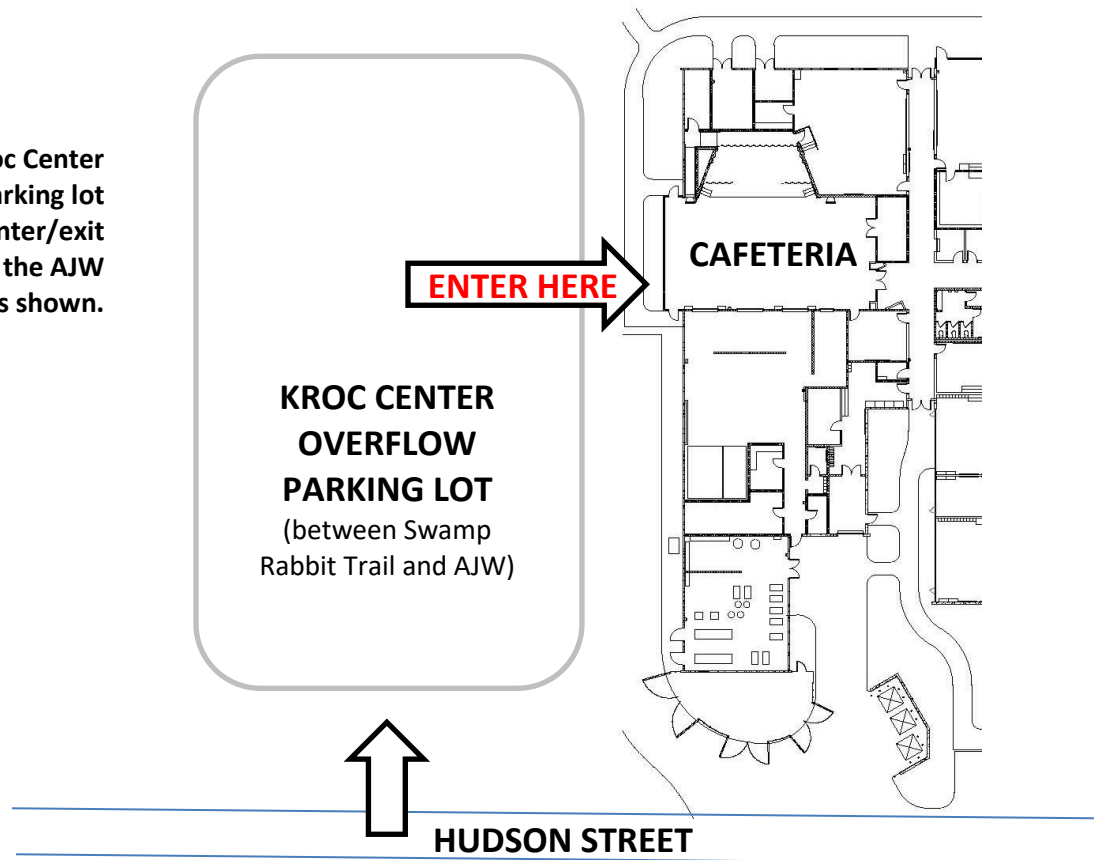 oc Center
arking lot
nter/exit
the AJW
s shown.
CAFETERIA
ENTER HERE
KROC CENTER
OVERFLOW
PARKING LOT
(between Swamp
Rabbit Trail and AJW)
HUDSON STREET